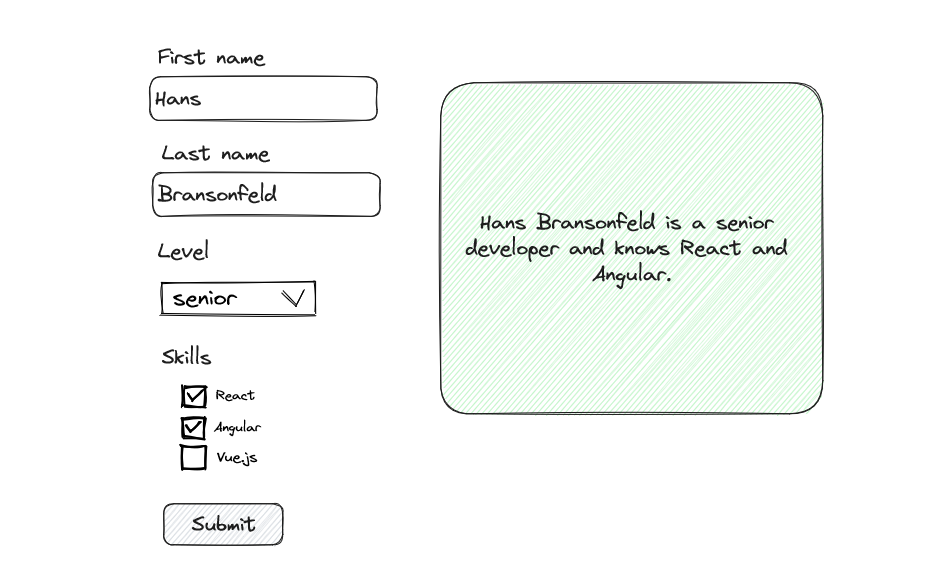 First name
Hans
Last name
Bransonfeld
Level
senior
Skills
React
Angular
Vue.js
Submit
Hans Bransonfeld is a senior
developer and knows React and
Angular.